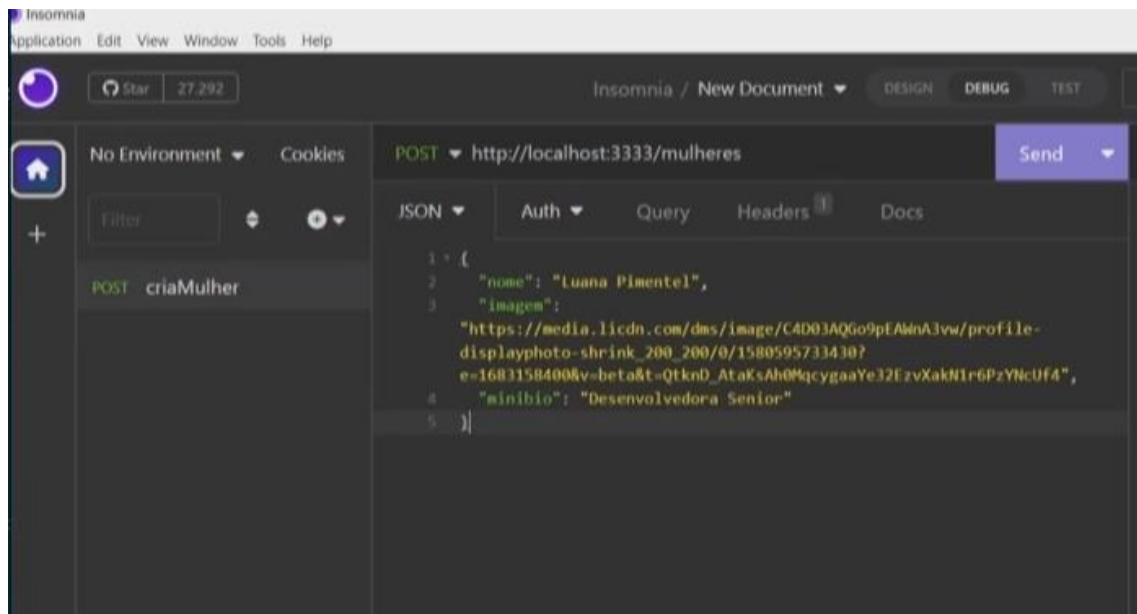 Insomnia
Application Edit View Window Tools Help
Star 27.292
Insomnia / New Document
DESIGN DEBUG TEST
No Environment Cookies
POST http://localhost:3333/mulheres
Send
Filter
JSON Auth Query Headers 1 Docs
POST criaMulher
1 {
2 "nome": "Luana Pimentel",
3 "imagem":
"https://media.licdn.com/dms/image/C4D03AQGo9pEAWnA3vw/profile-
displayphoto-shrink_200_200/0/1580595733430?
e=1683158400&v=beta&t=QtknD_AtaKsAh0MqcygaaYe32EzvXakN1r6PzYNcUf4",
4 "minibio": "Desenvolvedora Senior"
5 }